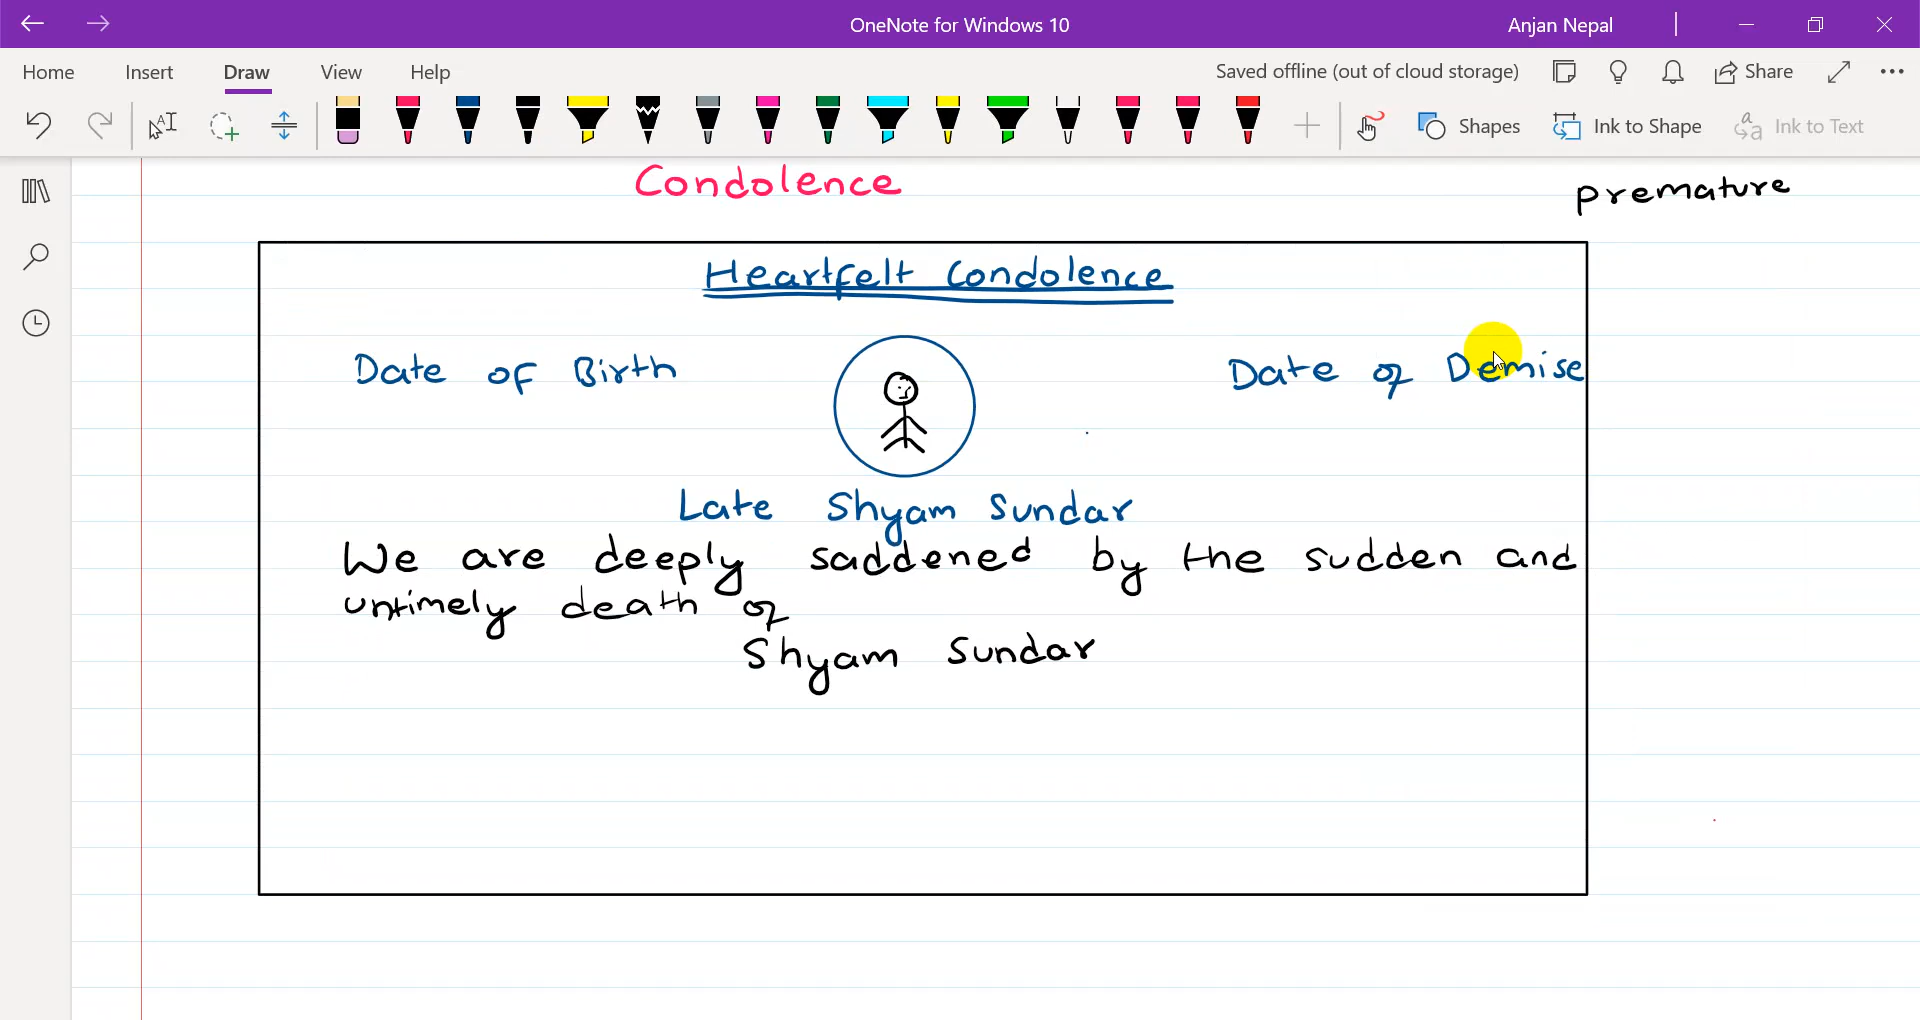 OneNote for Windows 10
Anjan Nepal
Home Insert Draw View Help
Saved offline (out of cloud storage)
Share
Shapes
Ink to Shape
Ink to Text
Condolence
premature
Heartfelt Condolence
Date of Birth
Date of Demise
Late Shyam Sundar
We are deeply saddened by the sudden and
untimely death of
Shyam Sundar